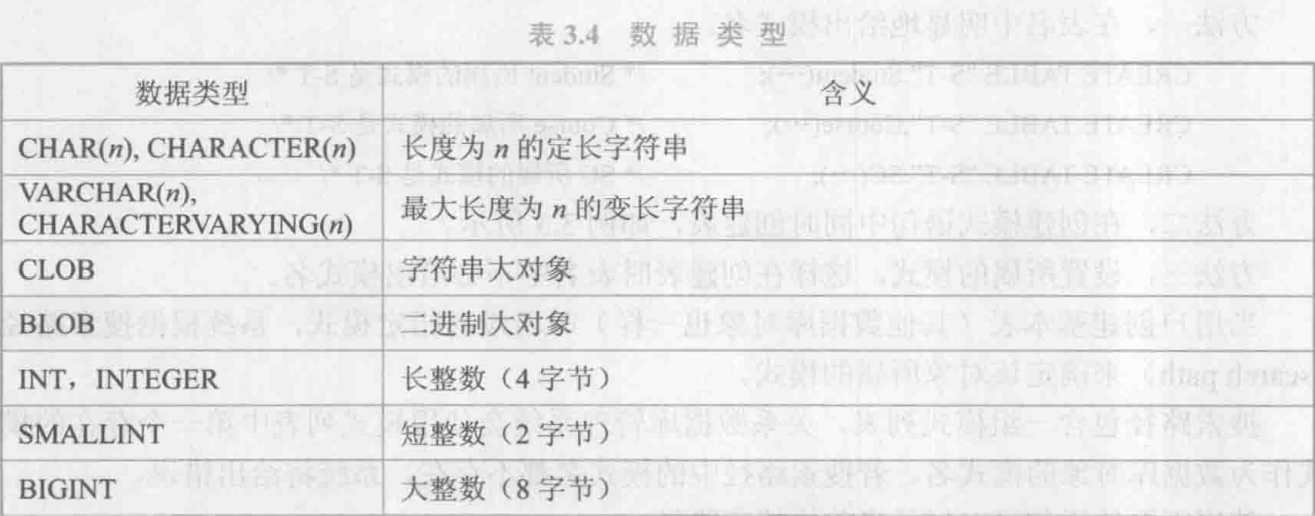 表 3.4 数 据 类 型
数据类型 含义
CHAR(n), CHARACTER(n) 长度为 n 的定长字符串
VARCHAR(n),
CHARACTERVARYING(n) 最大长度为 n 的变长字符串
CLOB 字符串大对象
BLOB 二进制大对象
INT，INTEGER 长整数（4 字节）
SMALLINT 短整数（2 字节）
BIGINT 大整数（8 字节）